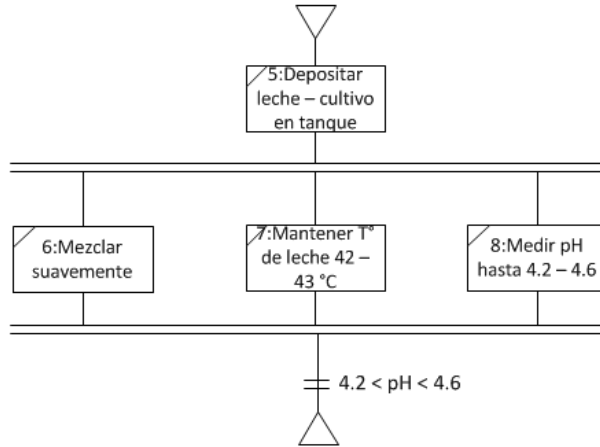 5:Depositar
leche – cultivo
en tanque
6:Mezclar
suavemente
7:Mantener T°
de leche 42 –
43 °C
8:Medir pH
hasta 4.2 – 4.6
4.2 < pH < 4.6